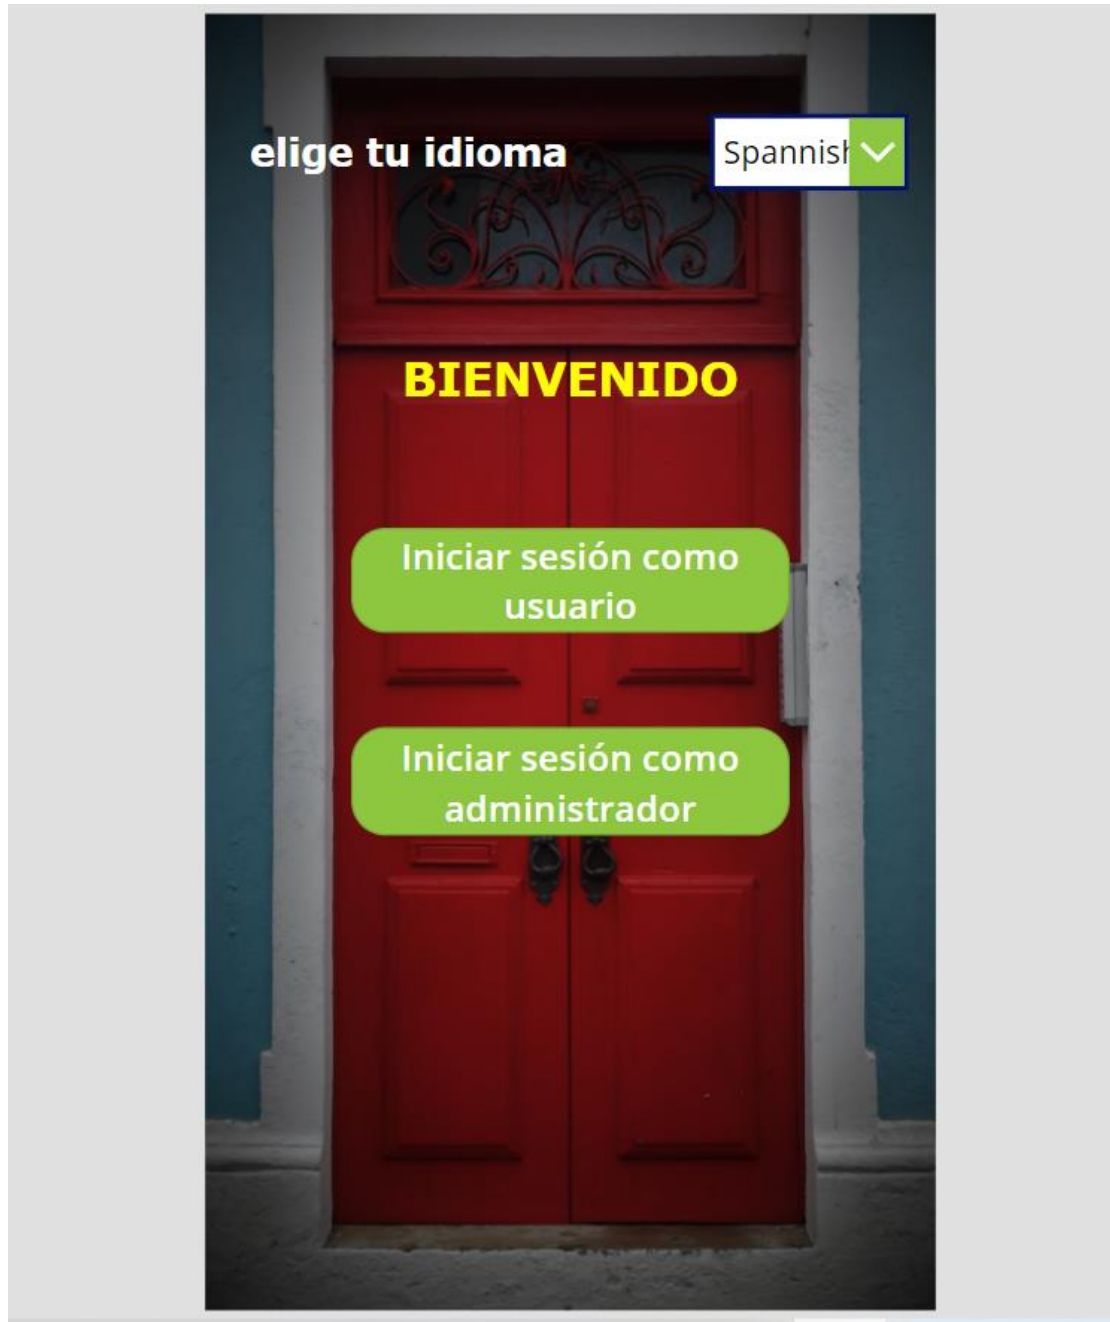 elige tu idioma
Spannish
BIENVENIDO
Iniciar sesión como
usuario
Iniciar sesión como
administrador